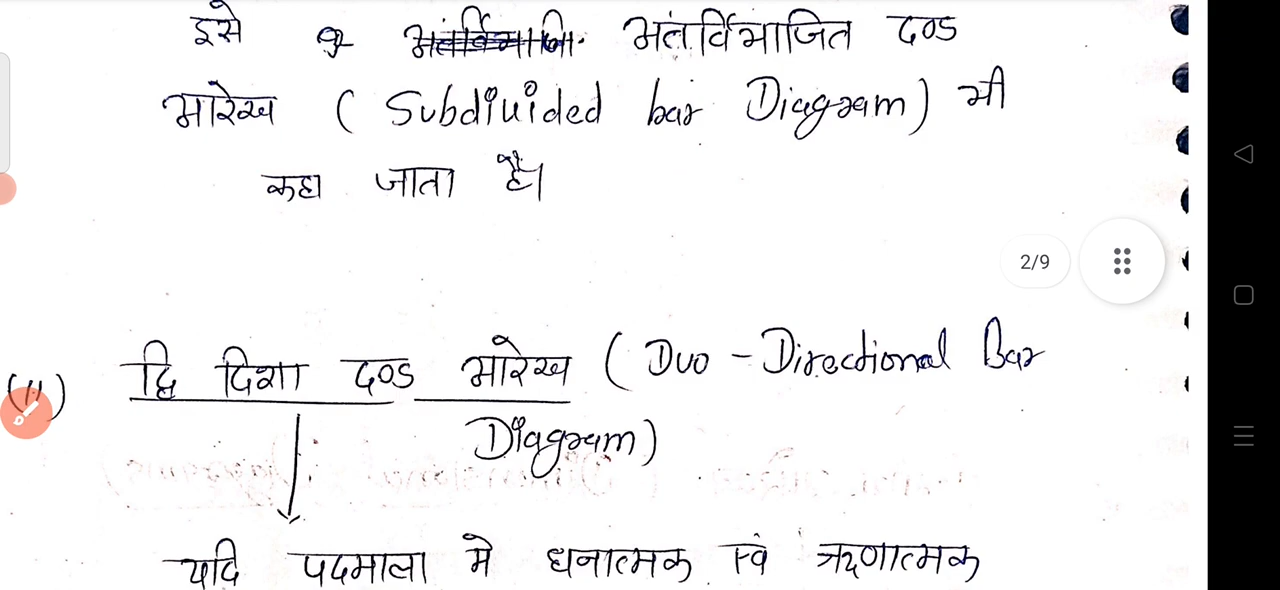 इसे अंतर्विभाजित दण्ड
आरेख ( Subdivided bar Diagram) भी
कहा जाता है।
2/9
(ii) द्वि दिशा दण्ड आरेख ( Duo - Directional Bar
Diagram)
यदि पदमाला मे धनात्मक एवं ऋणात्मक